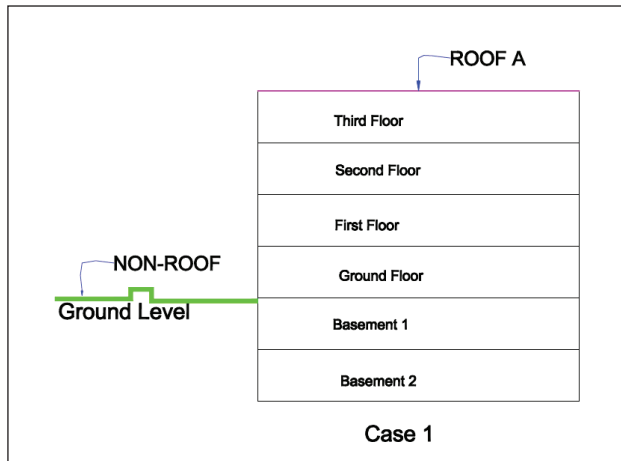 ROOF A
Third Floor
Second Floor
First Floor
NON-ROOF
Ground Floor
Ground Level
Basement 1
Basement 2
Case 1